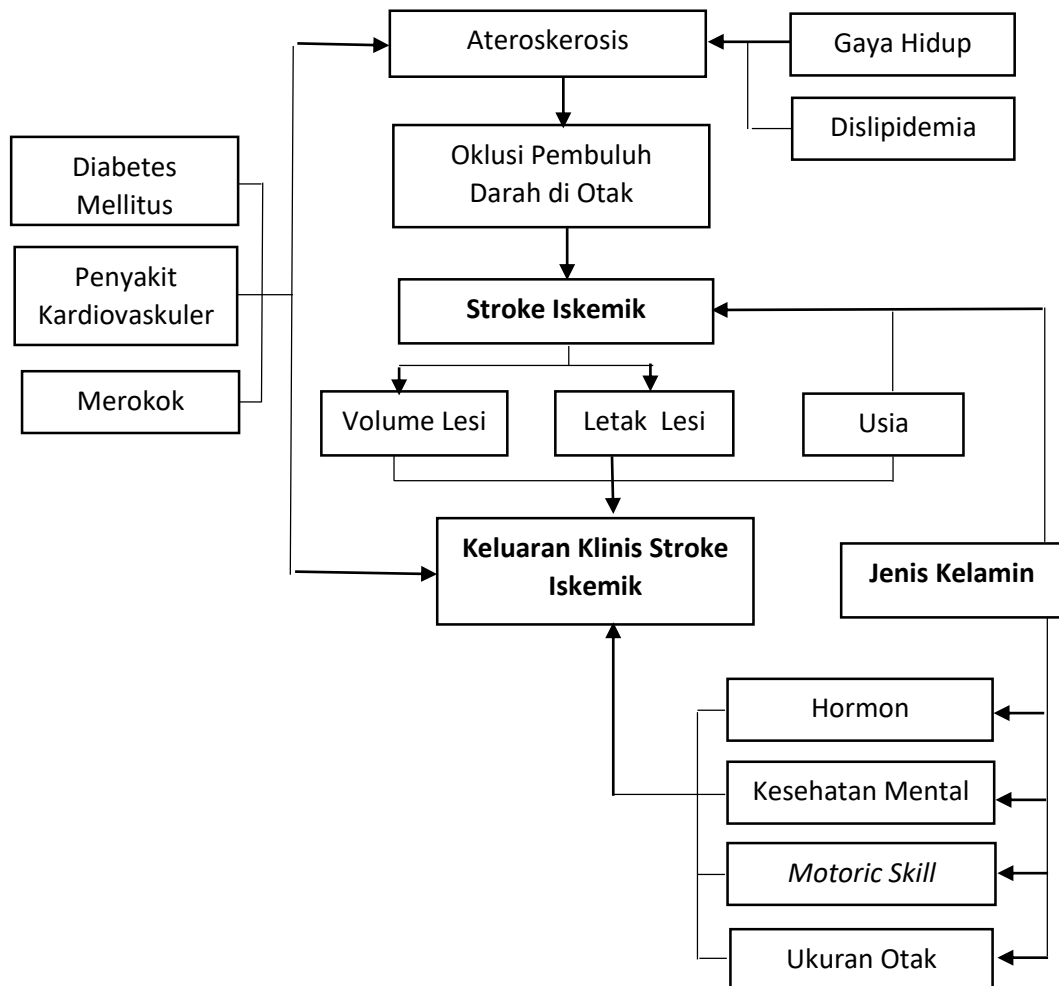 Ateroskerosis
Gaya Hidup
Dislipidemia
Oklusi Pembuluh
Darah di Otak
Diabetes
Mellitus
Penyakit
Kardiovaskuler
Merokok
Stroke Iskemik
Volume Lesi
Letak Lesi
Usia
Keluaran Klinis Stroke
Iskemik
Jenis Kelamin
Hormon
Kesehatan Mental
Motoric Skill
Ukuran Otak